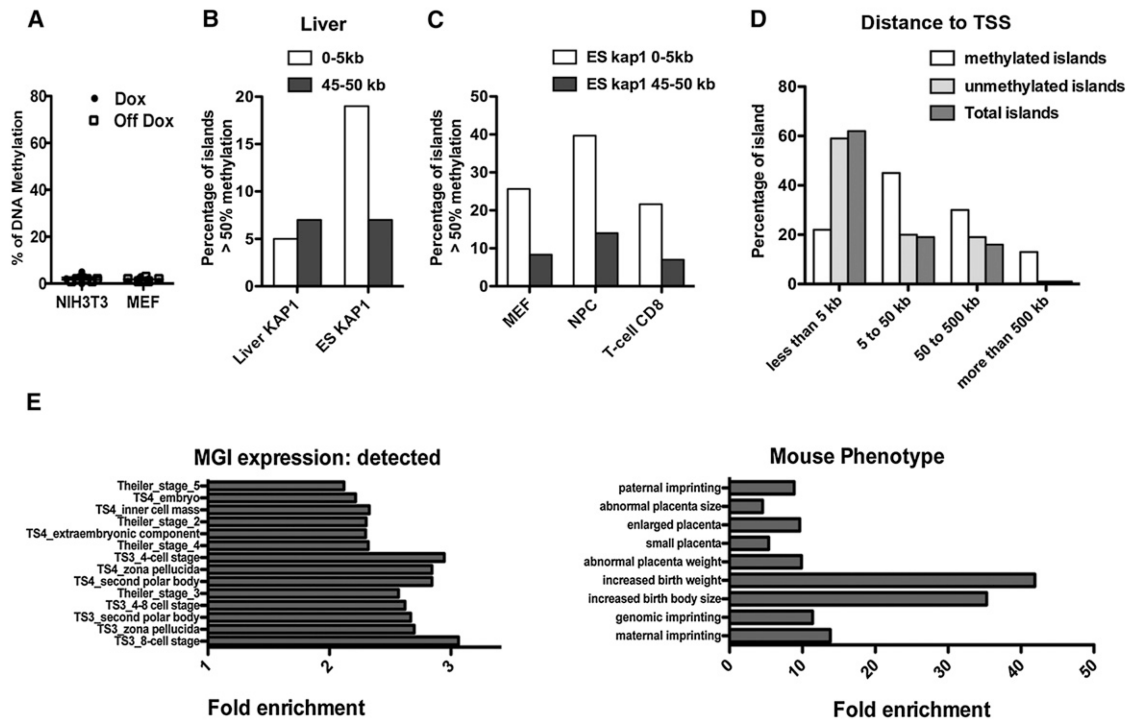 A
% of DNA Methylation
80
60
40
20
0
Dox
Off Dox
NIH3T3
MEF
B
Liver
0-5kb
45-50 kb
Percentage of islands
> 50% methylation
20
15
10
5
0
Liver KAP1
ES KAP1
C
ES kap1 0-5kb
ES kap1 45-50 kb
Percentage of islands
> 50% methylation
50
40
30
20
10
0
MEF
NPC
T-cell CD8
D
Distance to TSS
methylated islands
unmethylated islands
Total islands
Percentage of island
80
60
40
20
0
less than 5 kb
5 to 50 kb
50 to 500 kb
more than 500 kb
E
MGI expression: detected
Theiler_stage_5
TS4_embryo
TS4_inner cell mass
Theiler_stage_2
TS4_extraembryonic component
Theiler_stage_4
TS3_4-cell stage
TS4_zona pellucida
TS4_second polar body
Theiler_stage_3
TS3_4-8 cell stage
TS3_second polar body
TS3_zona pellucida
TS3_8-cell stage
1
2
3
Fold enrichment
Mouse Phenotype
paternal imprinting
abnormal placenta size
enlarged placenta
small placenta
abnormal placenta weight
increased birth weight
increased birth body size
genomic imprinting
maternal imprinting
0
10
20
30
40
50
Fold enrichment